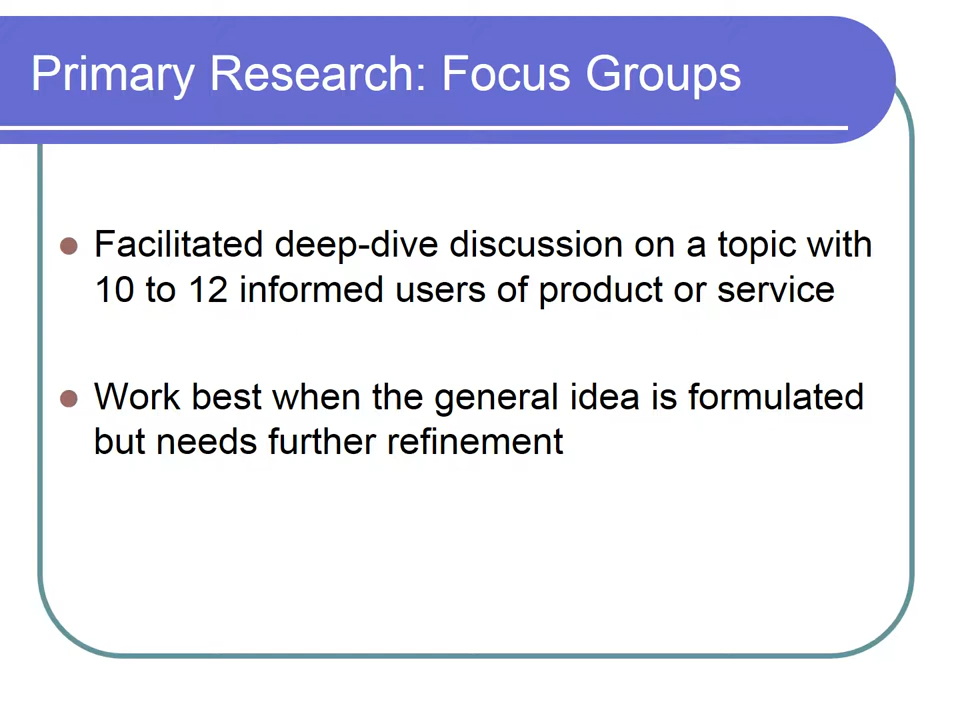 Primary Research: Focus Groups
Facilitated deep-dive discussion on a topic with
10 to 12 informed users of product or service
Work best when the general idea is formulated
but needs further refinement